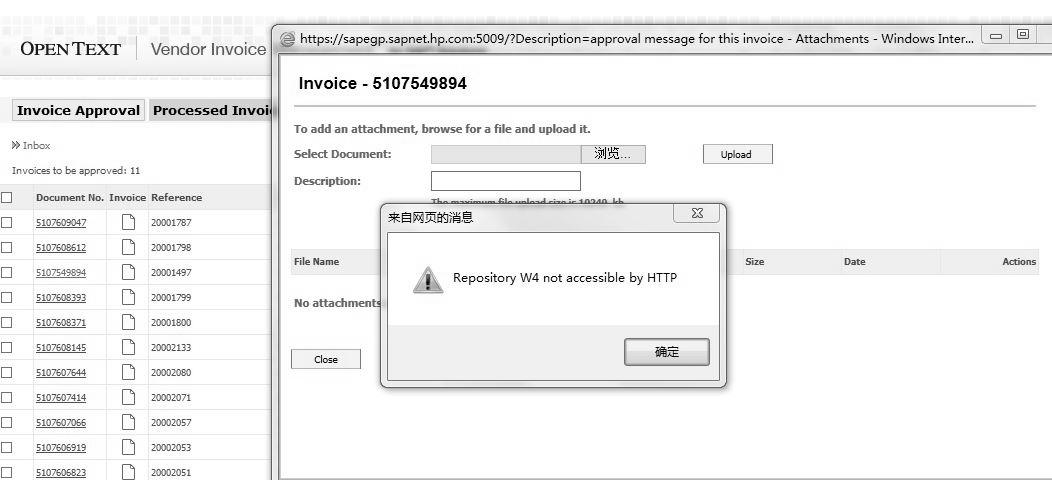 OPENTEXT Vendor Invoice
Invoice Approval Processed Invoi
Inbox
Invoices to be approved: 11
Document No. Invoice Reference
5107609047 20001787
5107608612 20001798
5107549894 20001497
5107608393 20001799
5107608371 20001800
5107608145 20002133
5107607644 20002080
5107607414 20002071
5107607066 20002057
5107606919 20002053
5107606823 20002051
https://sapegp.sapnet.hp.com:5009/?Description=approval message for this invoice - Attachments - Windows Inter...
Invoice - 5107549894
To add an attachment, browse for a file and upload it.
Select Document: 浏览... Upload
Description:
The maximum file upload size is 10240 kb
File Name Size Date Actions
No attachments
Close
来自网页的消息
Repository W4 not accessible by HTTP
确定